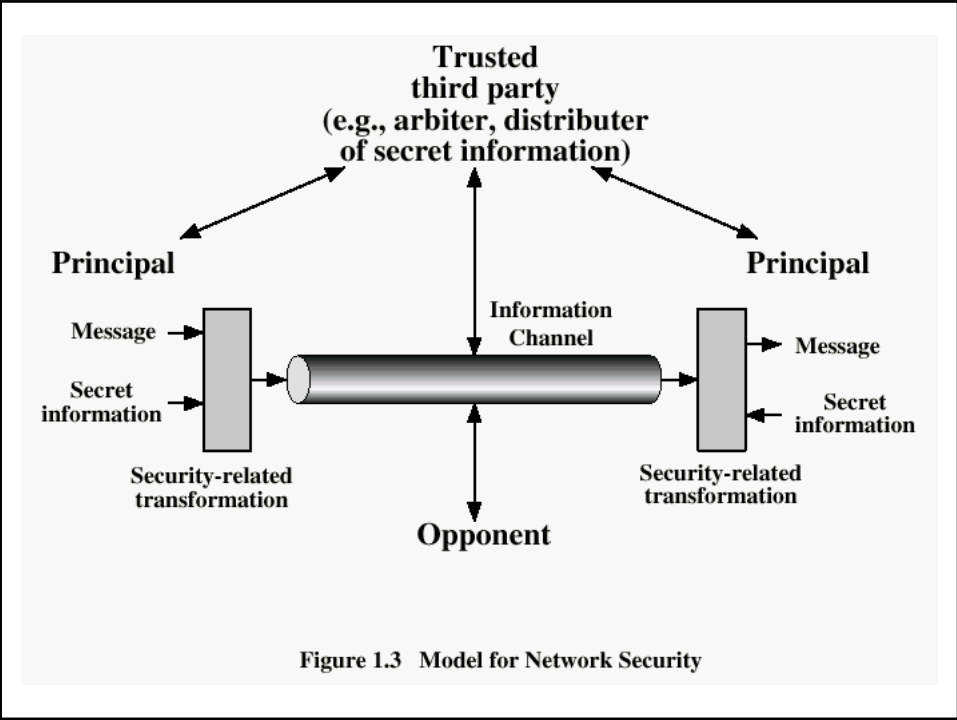 Trusted
third party
(e.g., arbiter, distributer
of secret information)
Principal
Principal
Information
Channel
Message
Secret
information
Security-related
transformation
Message
Secret
information
Security-related
transformation
Opponent
Figure 1.3 Model for Network Security